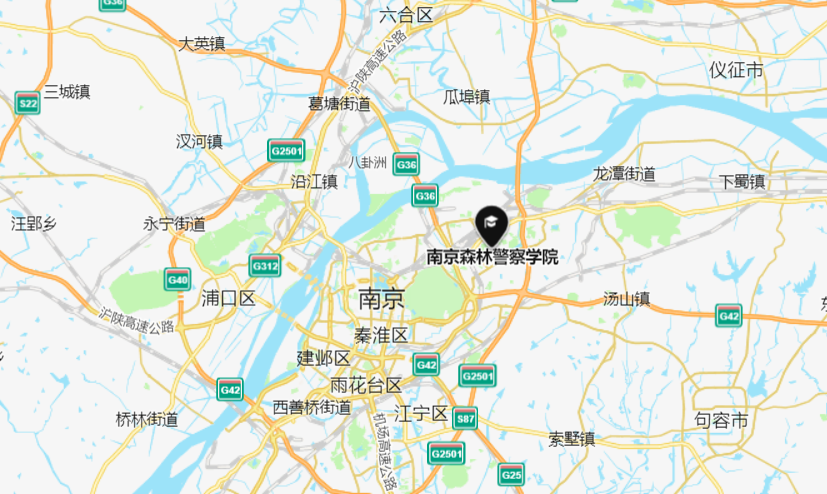 G36
六合区
大英镇
沪陕高速公路
仪征市
三城镇
S22
葛塘街道
瓜埠镇
汊河镇
G2501
八卦洲
G36
沿江镇
龙潭街道
下蜀镇
G36
汪郢乡
永宁街道
南京森林警察学院
G312
G40
浦口区
南京
汤山镇
沪陕高速公路
G42
秦淮区
建邺区
G42
G2501
雨花台区
G42
西善桥街道
江宁区
S87
桥林街道
机场高速公路
句容市
索墅镇
G2501
G25